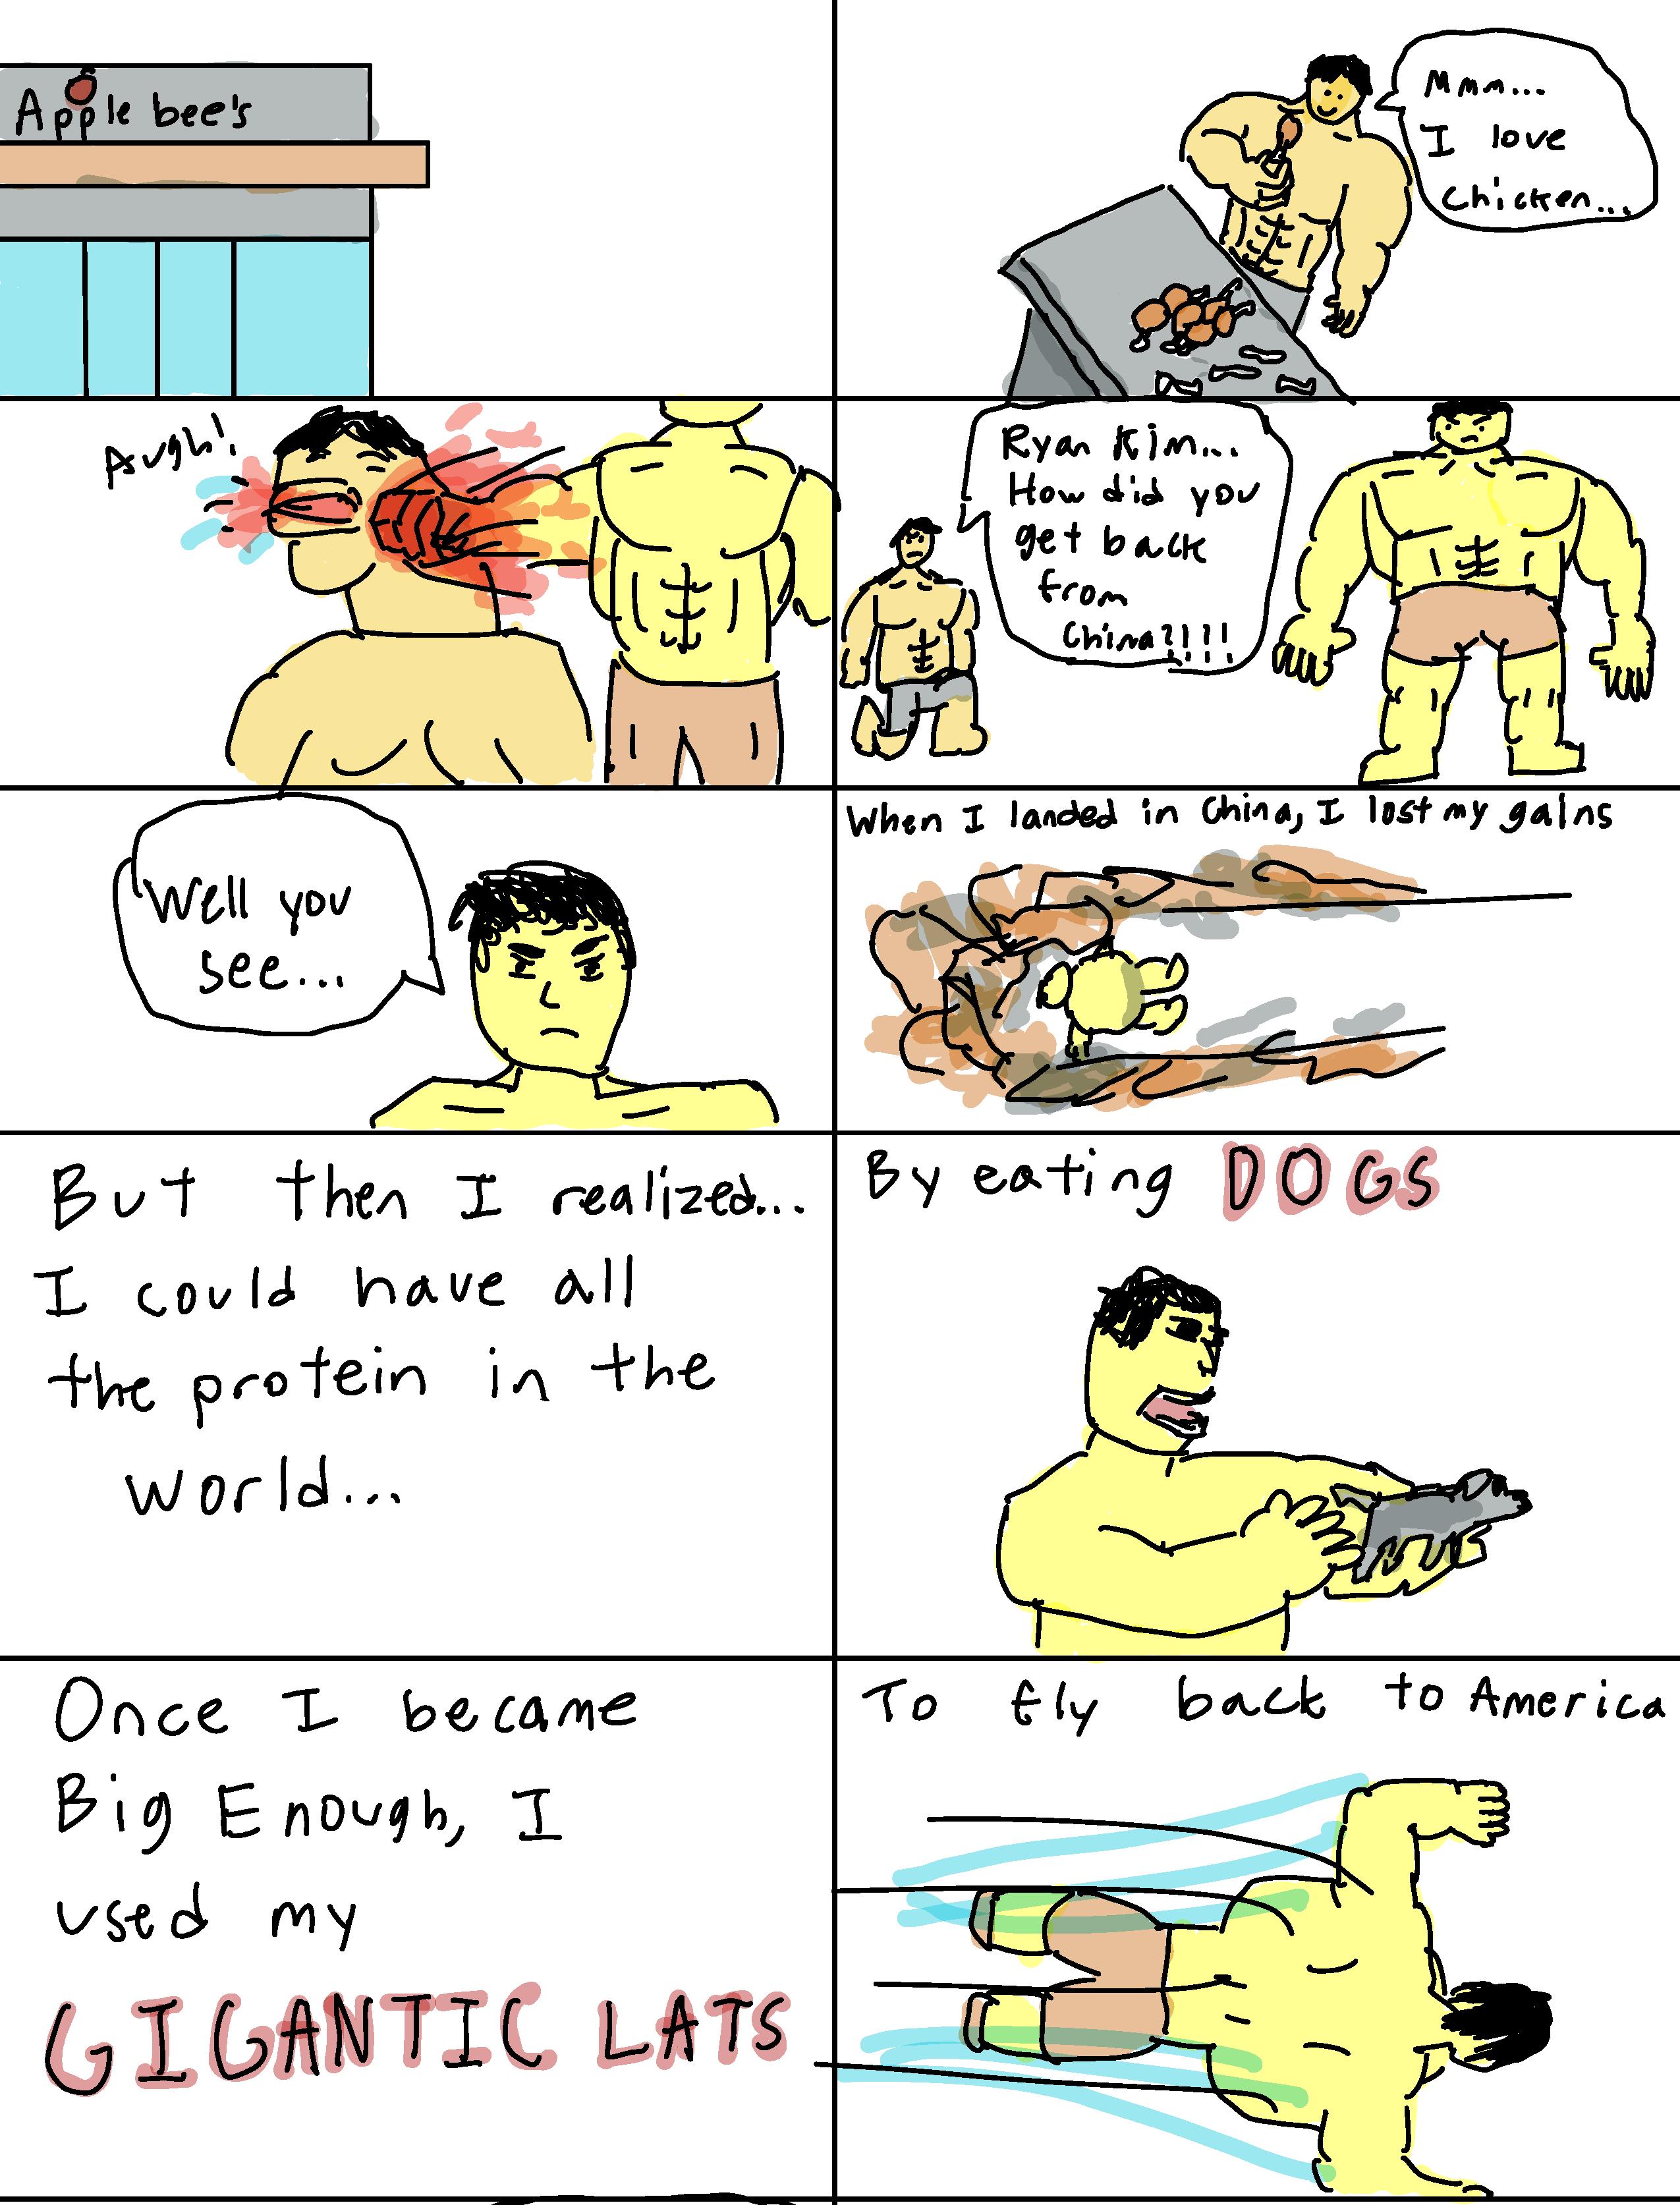 Apple bee's
Mmm...
I love
Chicken...
Augh!
Ryan Kim...
How did you
get back
from
China?!?!!
Well you
see...
When I landed in China, I lost my gains
But then I realized...
I could have all
the protein in the
world...
By eating DOGS
Once I became
Big Enough, I
used my
GIGANTIC LATS
To fly back to America